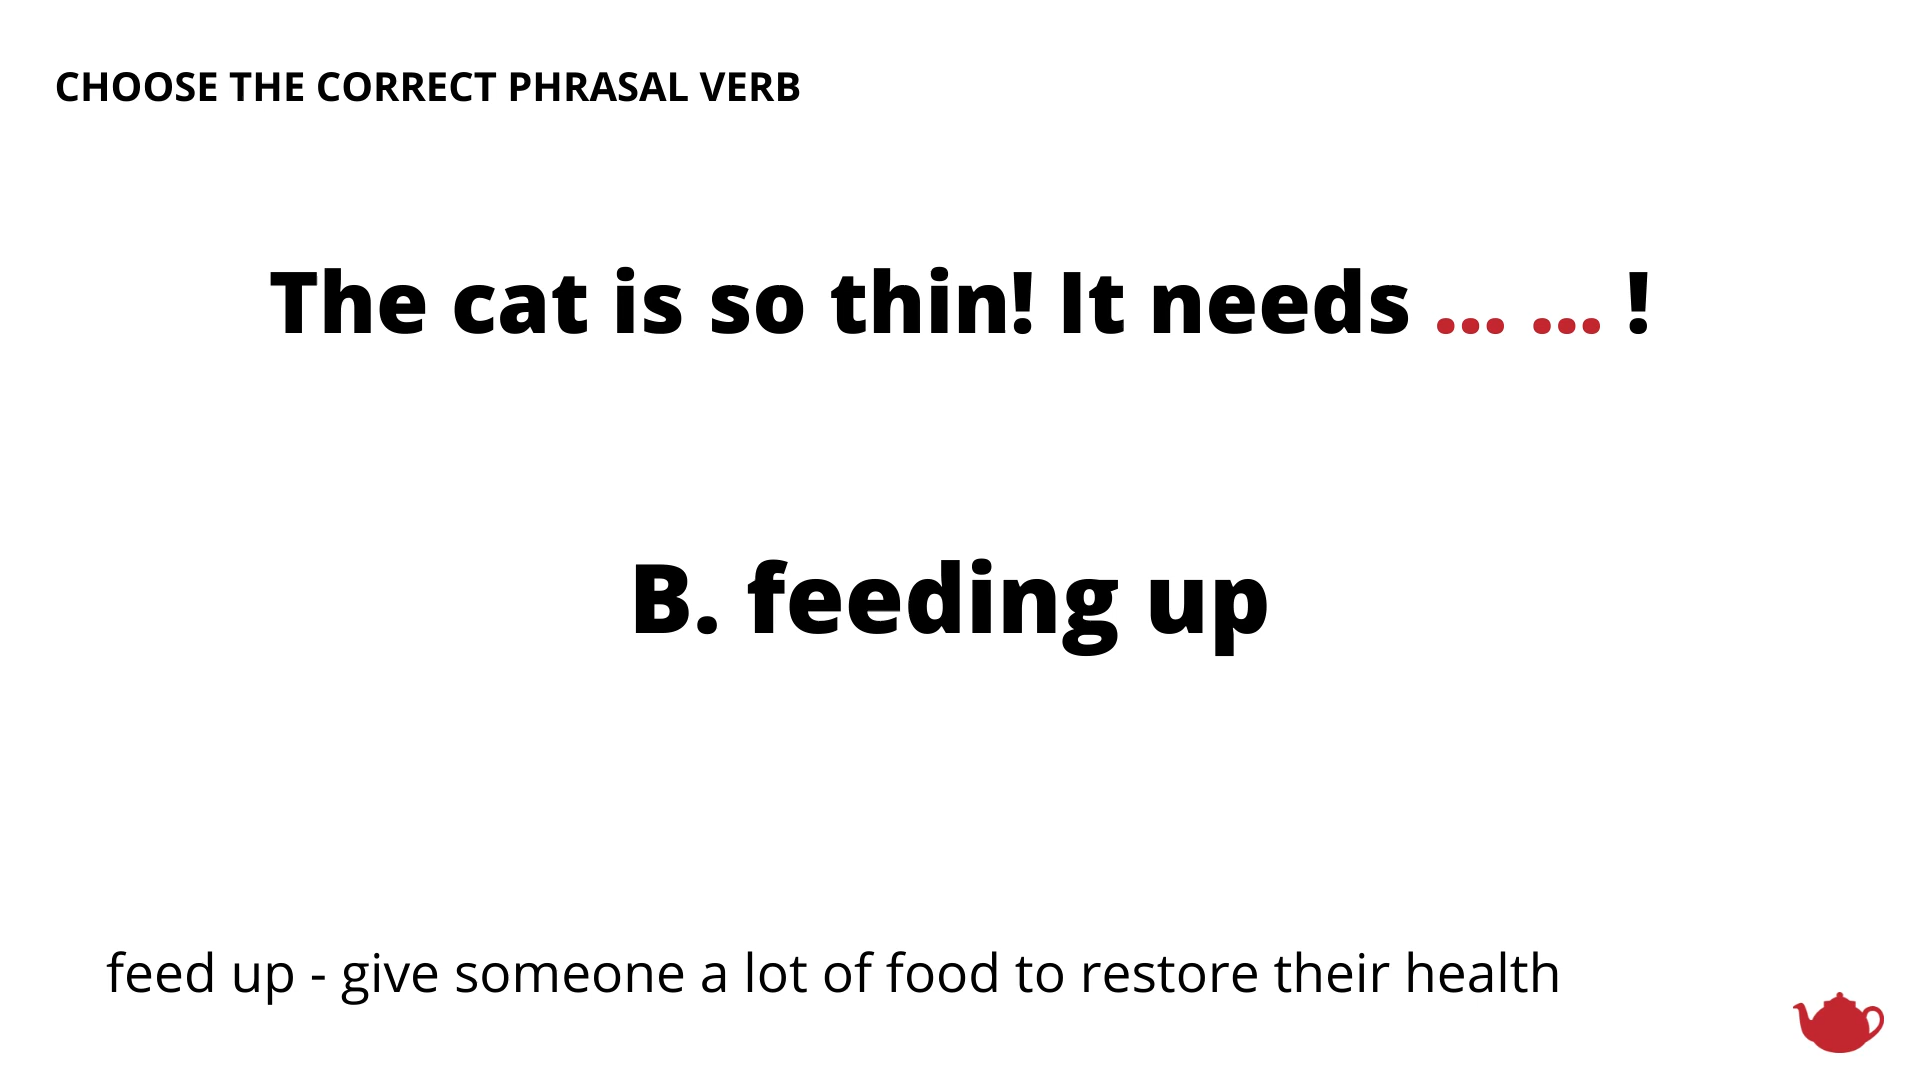 CHOOSE THE CORRECT PHRASAL VERB
The cat is so thin! It needs ... ... !
B. feeding up
feed up - give someone a lot of food to restore their health